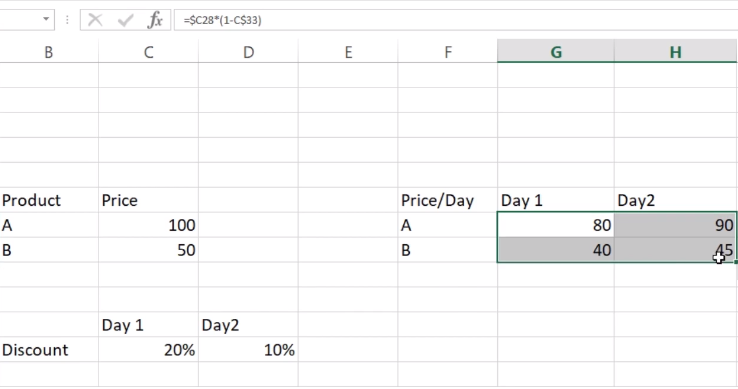 fx =$C28*(1-C$33)
B C D E F G H
Product Price Price/Day Day 1 Day2
A 100 A 80 90
B 50 B 40 45
Day 1 Day2
Discount 20% 10%